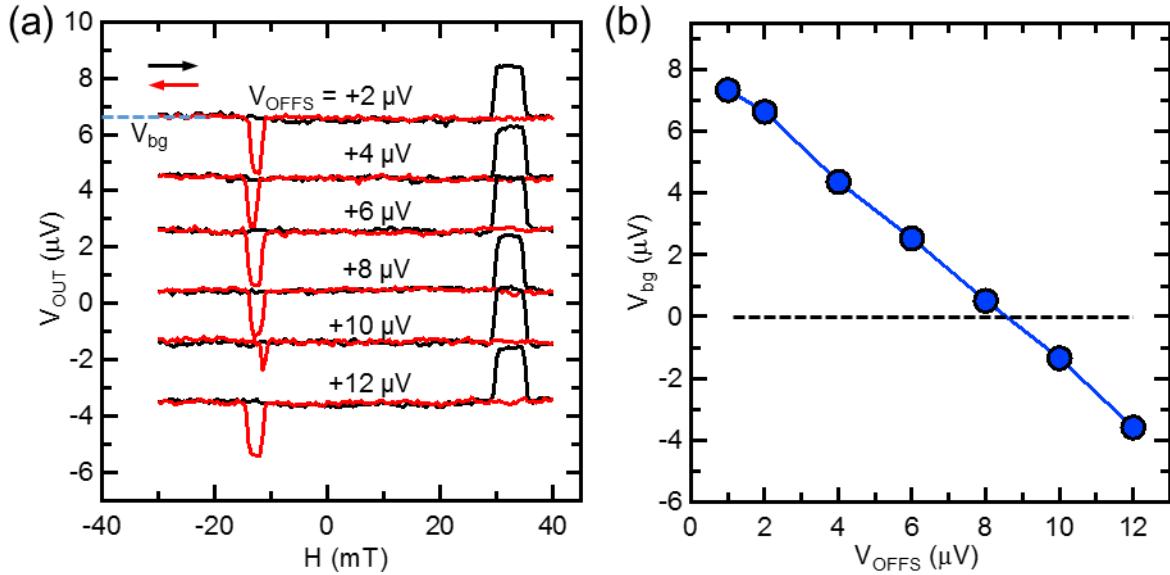 (a)
10
8
6
4
2
0
-2
-4
-6
V_OUT (µV)
V_OFFS = +2 µV
V_bg
+4 µV
+6 µV
+8 µV
+10 µV
+12 µV
-40 -20 0 20 40
H (mT)
(b)
8
6
4
2
0
-2
-4
-6
V_bg (µV)
0 2 4 6 8 10 12
V_OFFS (µV)